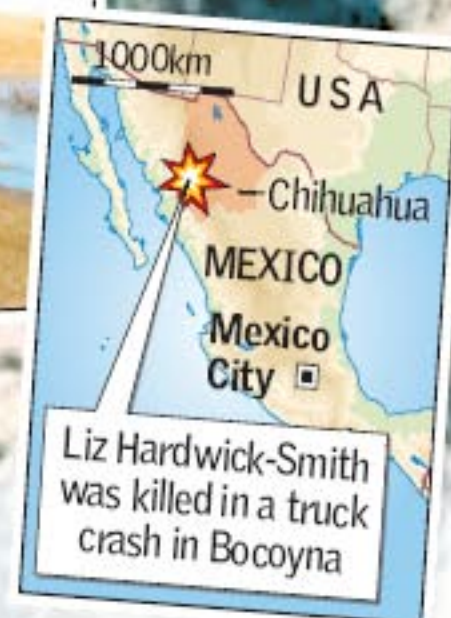 1000km
USA
Chihuahua
MEXICO
Mexico
City
Liz Hardwick-Smith
was killed in a truck
crash in Bocoyna